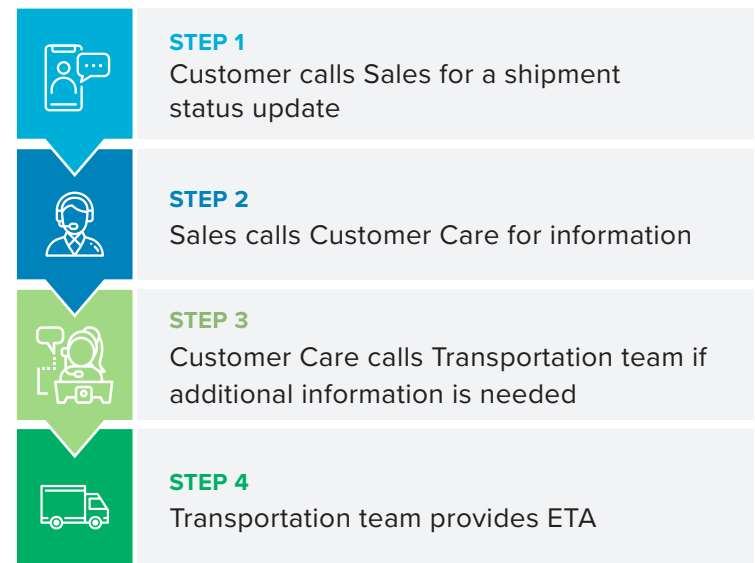 STEP 1
Customer calls Sales for a shipment
status update
STEP 2
Sales calls Customer Care for information
STEP 3
Customer Care calls Transportation team if
additional information is needed
STEP 4
Transportation team provides ETA